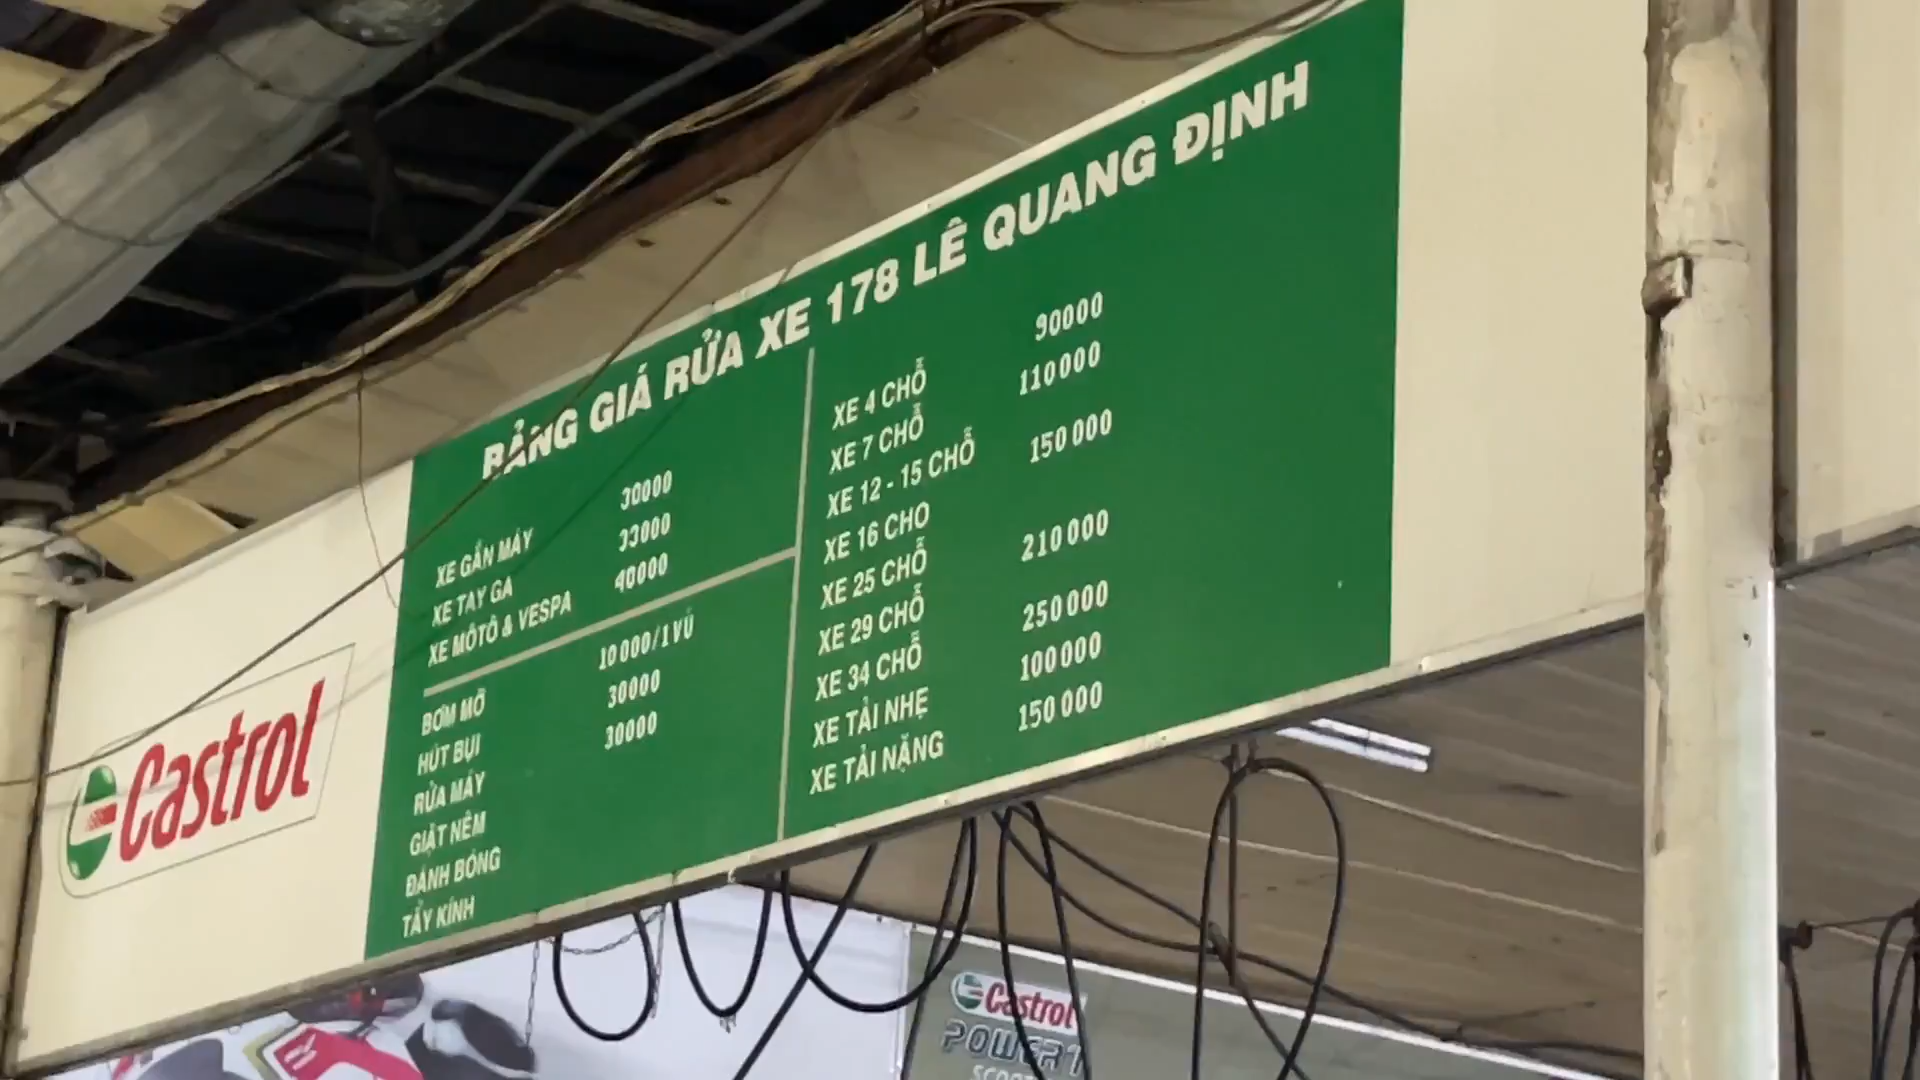 BẢNG GIÁ RỬA XE 178 LÊ QUANG ĐỊNH
XE GẮN MÁY 30000
XE TAY GA 33000
XE MÔTÔ & VESPA 40000
BƠM MỠ 10000/1VÚ
HÚT BỤI 30000
RỬA MÁY 30000
GIẶT NỆM
ĐÁNH BÓNG
TẨY KÍNH
XE 4 CHỖ 90000
XE 7 CHỖ 110000
XE 12 - 15 CHỖ 150000
XE 16 CHO
XE 25 CHỖ 210000
XE 29 CHỖ
XE 34 CHỖ 250000
XE TẢI NHẸ 100000
XE TẢI NẶNG 150000
Castrol
Castrol
POWER1